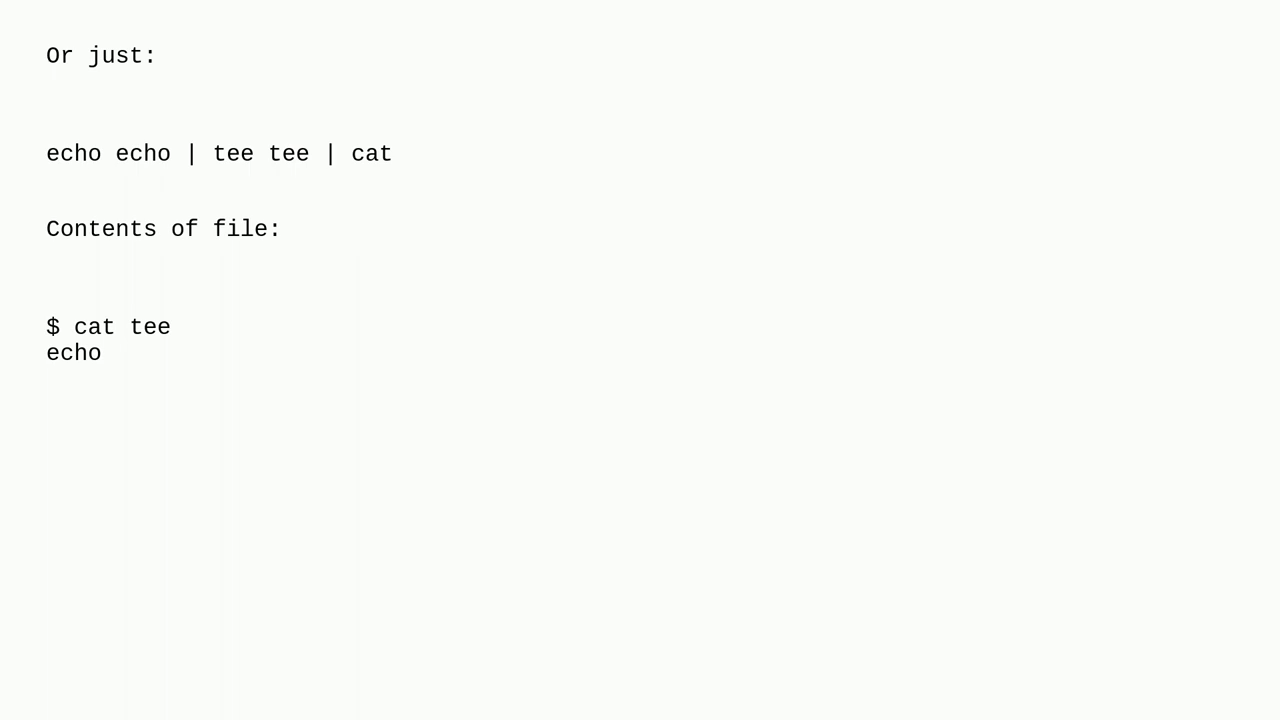 Or just:
echo echo | tee tee | cat
Contents of file:
$ cat tee
echo